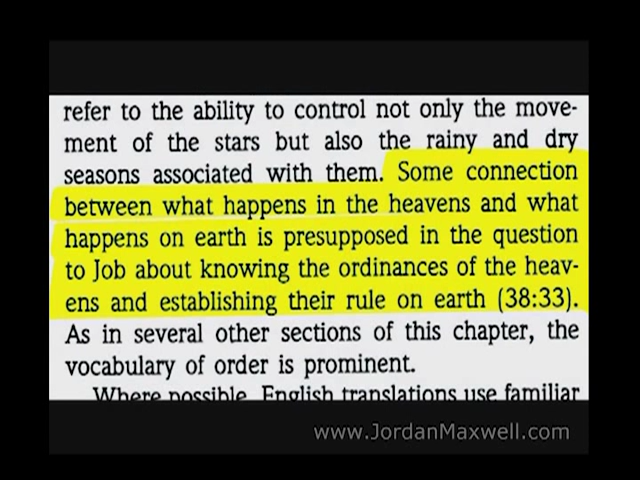 refer to the ability to control not only the move-
ment of the stars but also the rainy and dry
seasons associated with them. Some connection
between what happens in the heavens and what
happens on earth is presupposed in the question
to Job about knowing the ordinances of the heav-
ens and establishing their rule on earth (38:33).
As in several other sections of this chapter, the
vocabulary of order is prominent.
Where possible, English translations use familiar
www.JordanMaxwell.com